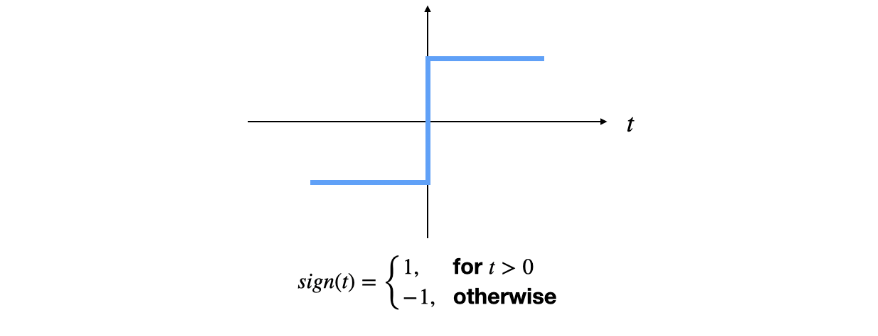 t
sign(t) = { 1, for t > 0
−1, otherwise